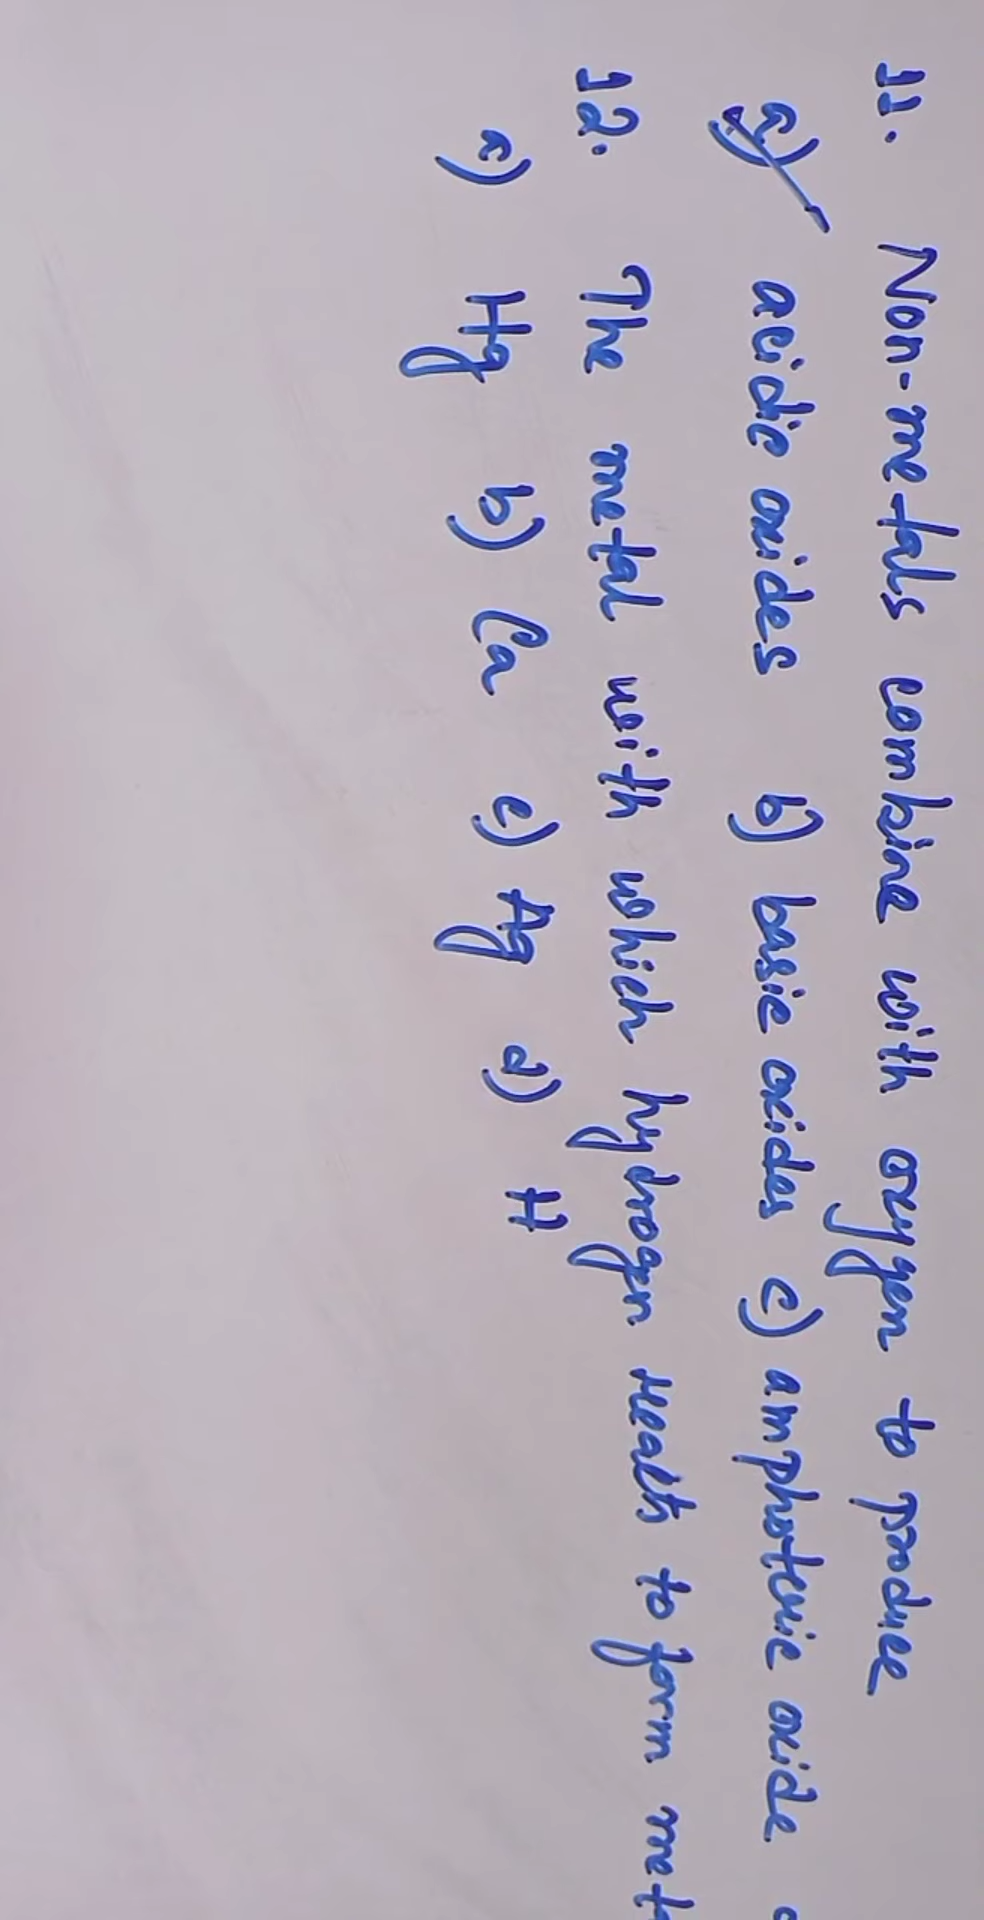 11. Non-metals combine with oxygen to produce
a) acidic oxides b) basic oxides c) amphoteric oxide
12. The metal with which hydrogen reacts to form
a) Hg b) Ca c) Ag d) H